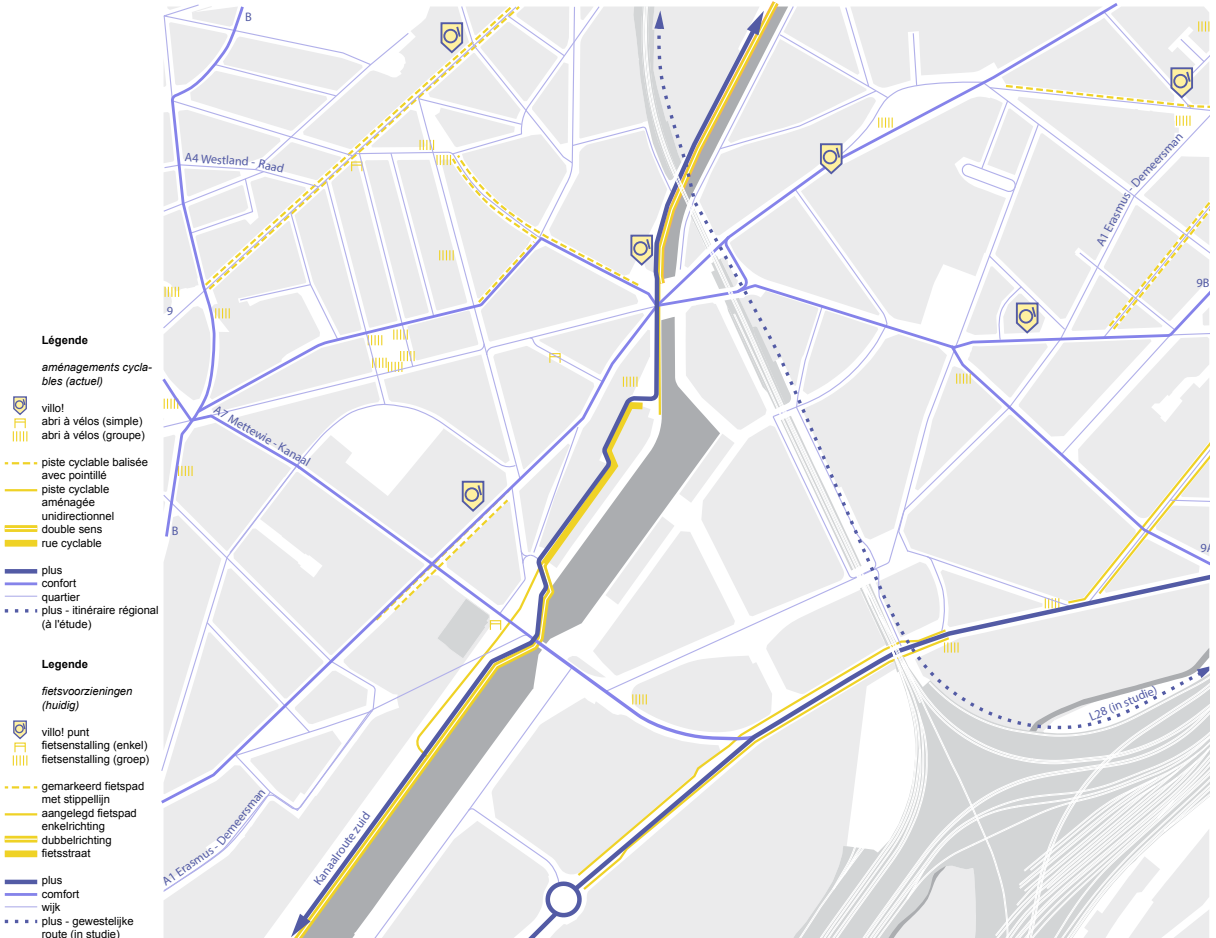 B
A4 Westland - Raad
A1 Erasmus - Demeersman
9B
9
A7 Mettewie - Kanaal
B
9A
L28 (in studie)
Kanaalroute zuid
A1 Erasmus - Demeersman
Légende
aménagements cycla-
bles (actuel)
villo!
abri à vélos (simple)
abri à vélos (groupe)
piste cyclable balisée
avec pointillé
piste cyclable
aménagée
unidirectionnel
double sens
rue cyclable
plus
confort
quartier
plus - itinéraire régional
(à l'étude)
Legende
fietsvoorzieningen
(huidig)
villo! punt
fietsenstalling (enkel)
fietsenstalling (groep)
gemarkeerd fietspad
met stippellijn
aangelegd fietspad
enkelrichting
dubbelrichting
fietsstraat
plus
comfort
wijk
plus - gewestelijke
route (in studie)